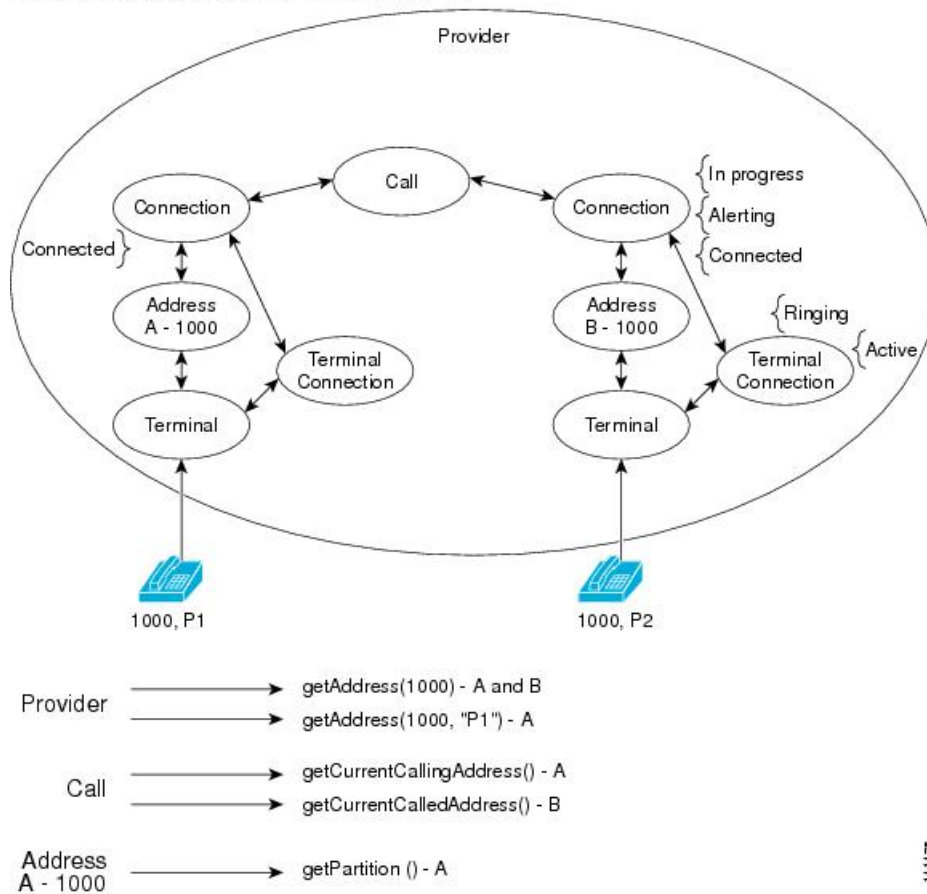 Provider
Call
Connection
Connected
Address
A - 1000
Terminal
Connection
Terminal
Connection
In progress
Alerting
Connected
Address
B - 1000
Ringing
Active
Terminal
Connection
Terminal
1000, P1
1000, P2
Provider
getAddress(1000) - A and B
getAddress(1000, "P1") - A
Call
getCurrentCallingAddress() - A
getCurrentCalledAddress() - B
Address
A - 1000
getPartition () - A